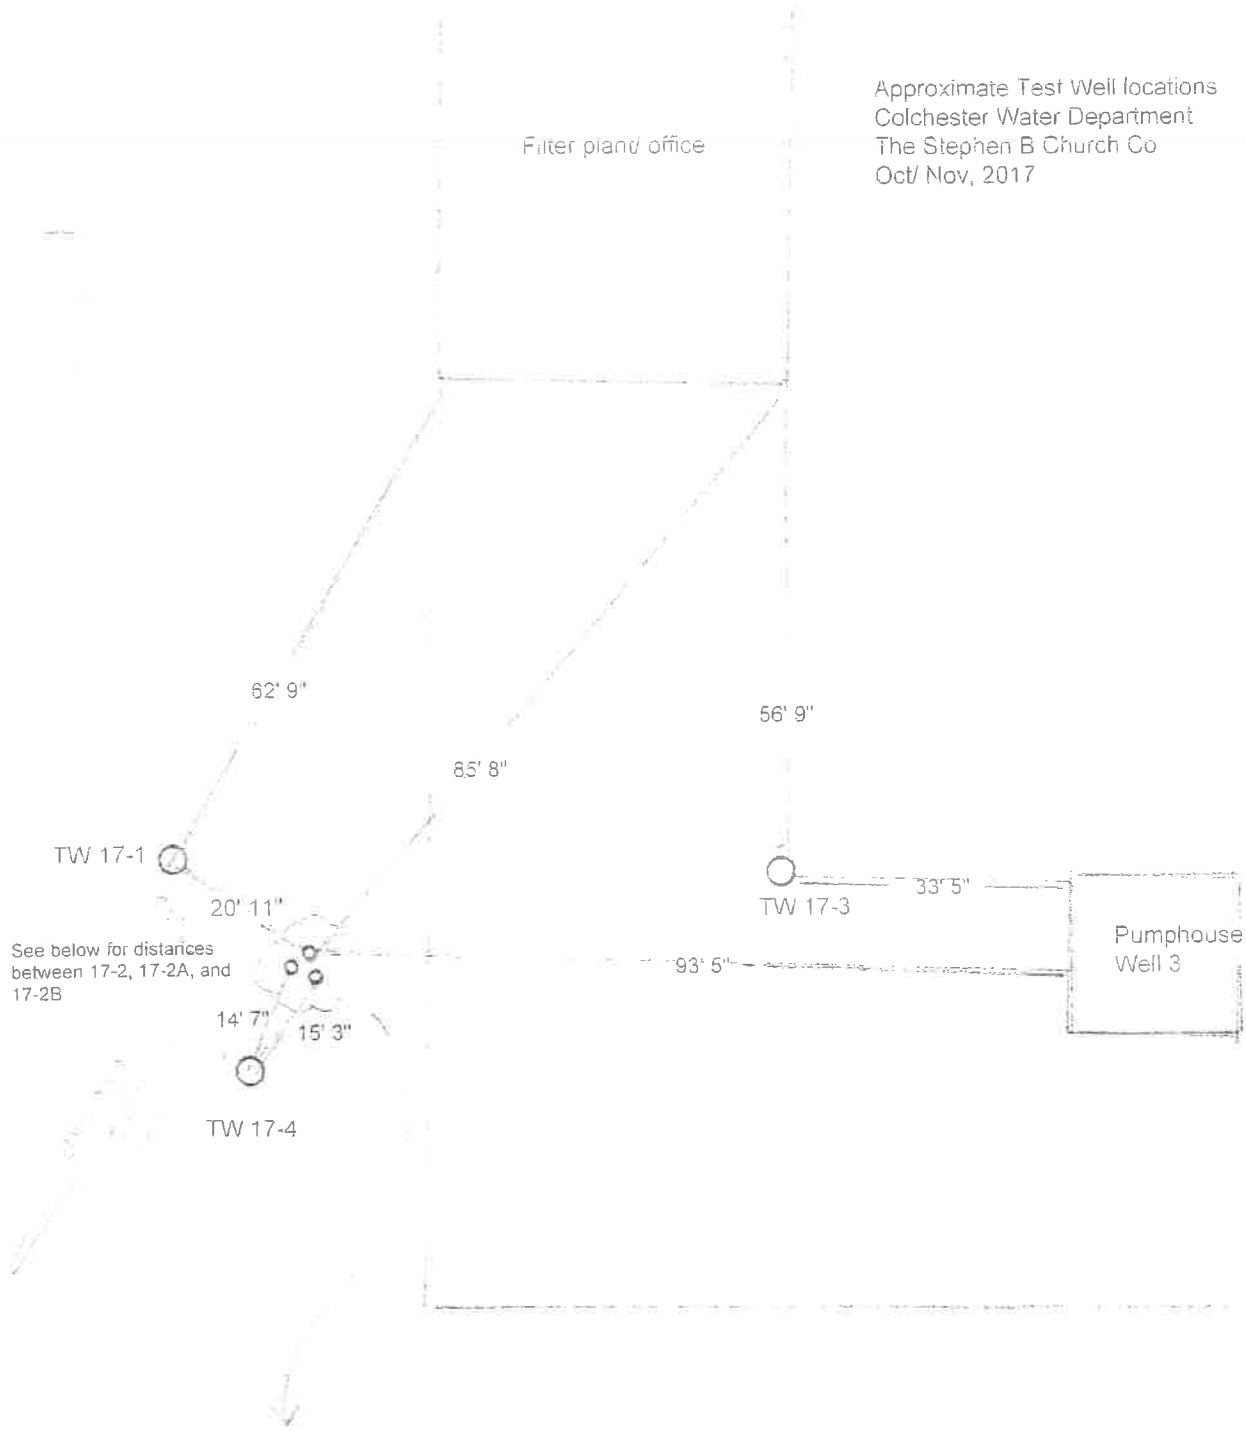 Approximate Test Well locations
Colchester Water Department
The Stephen B Church Co
Oct/ Nov, 2017
Filter plant/ office
62' 9"
56' 9"
85' 8"
TW 17-1
20' 11"
33' 5"
TW 17-3
See below for distances
between 17-2, 17-2A, and
17-2B
93' 5"
Pumphouse
Well 3
14' 7"
15' 3"
TW 17-4